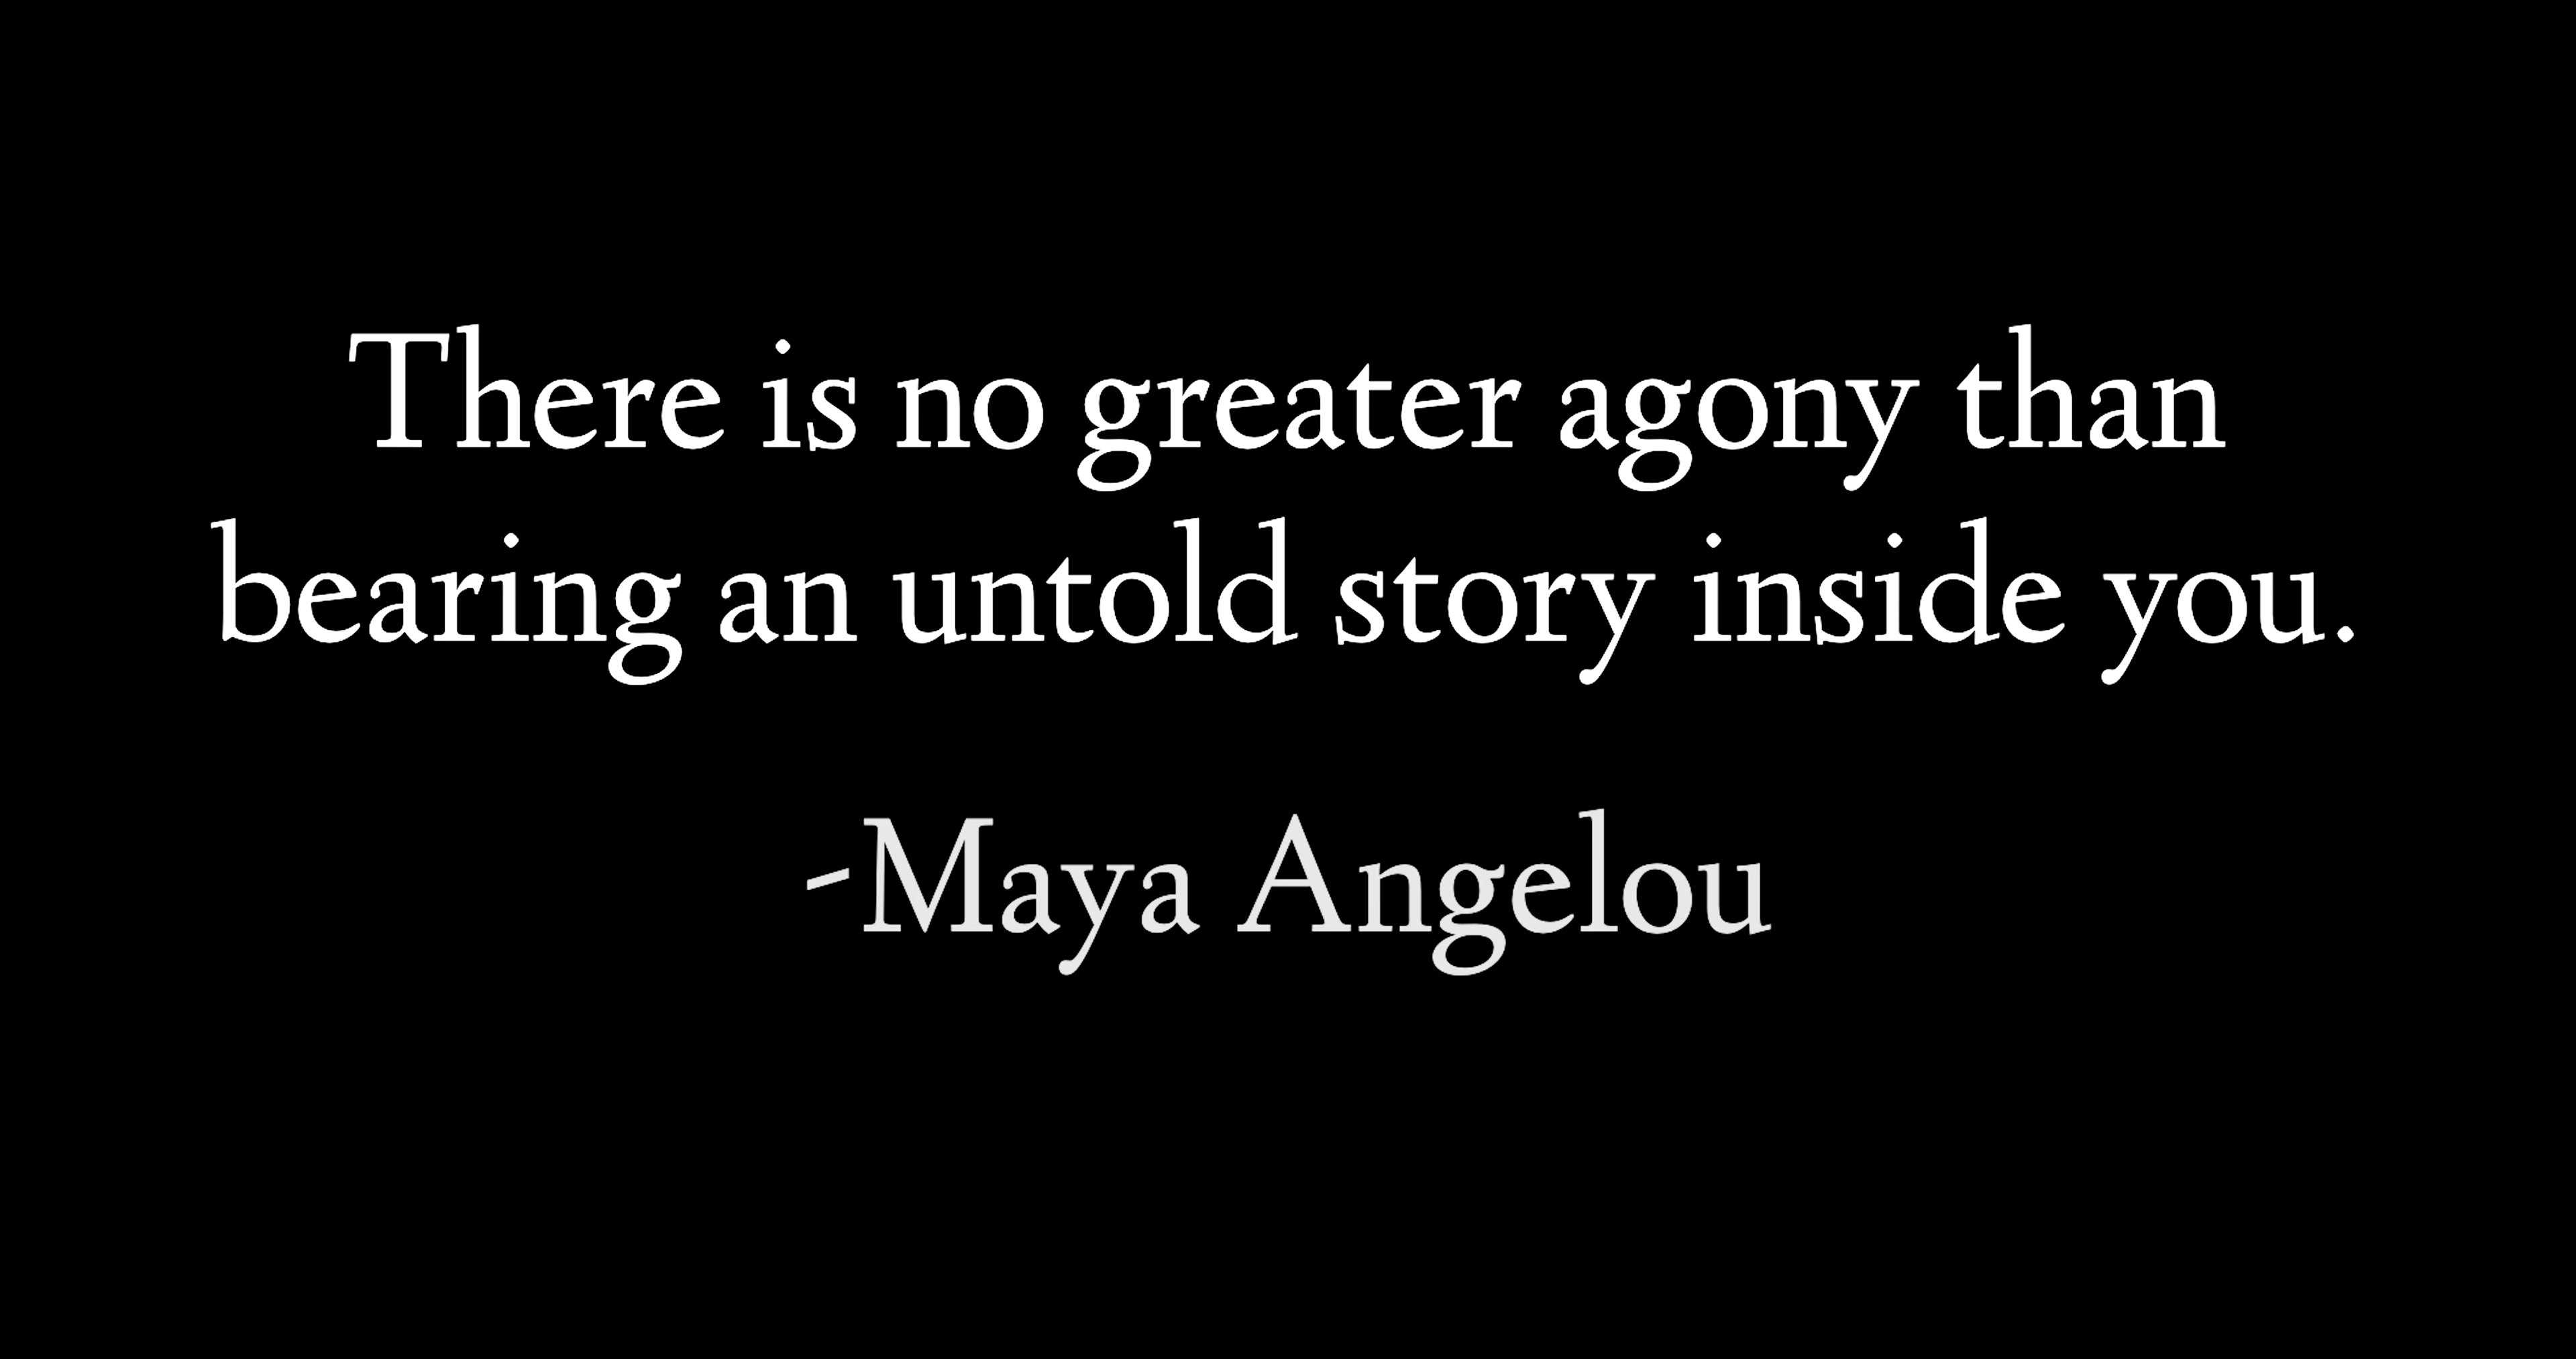 There is no greater agony than
bearing an untold story inside you.
-Maya Angelou